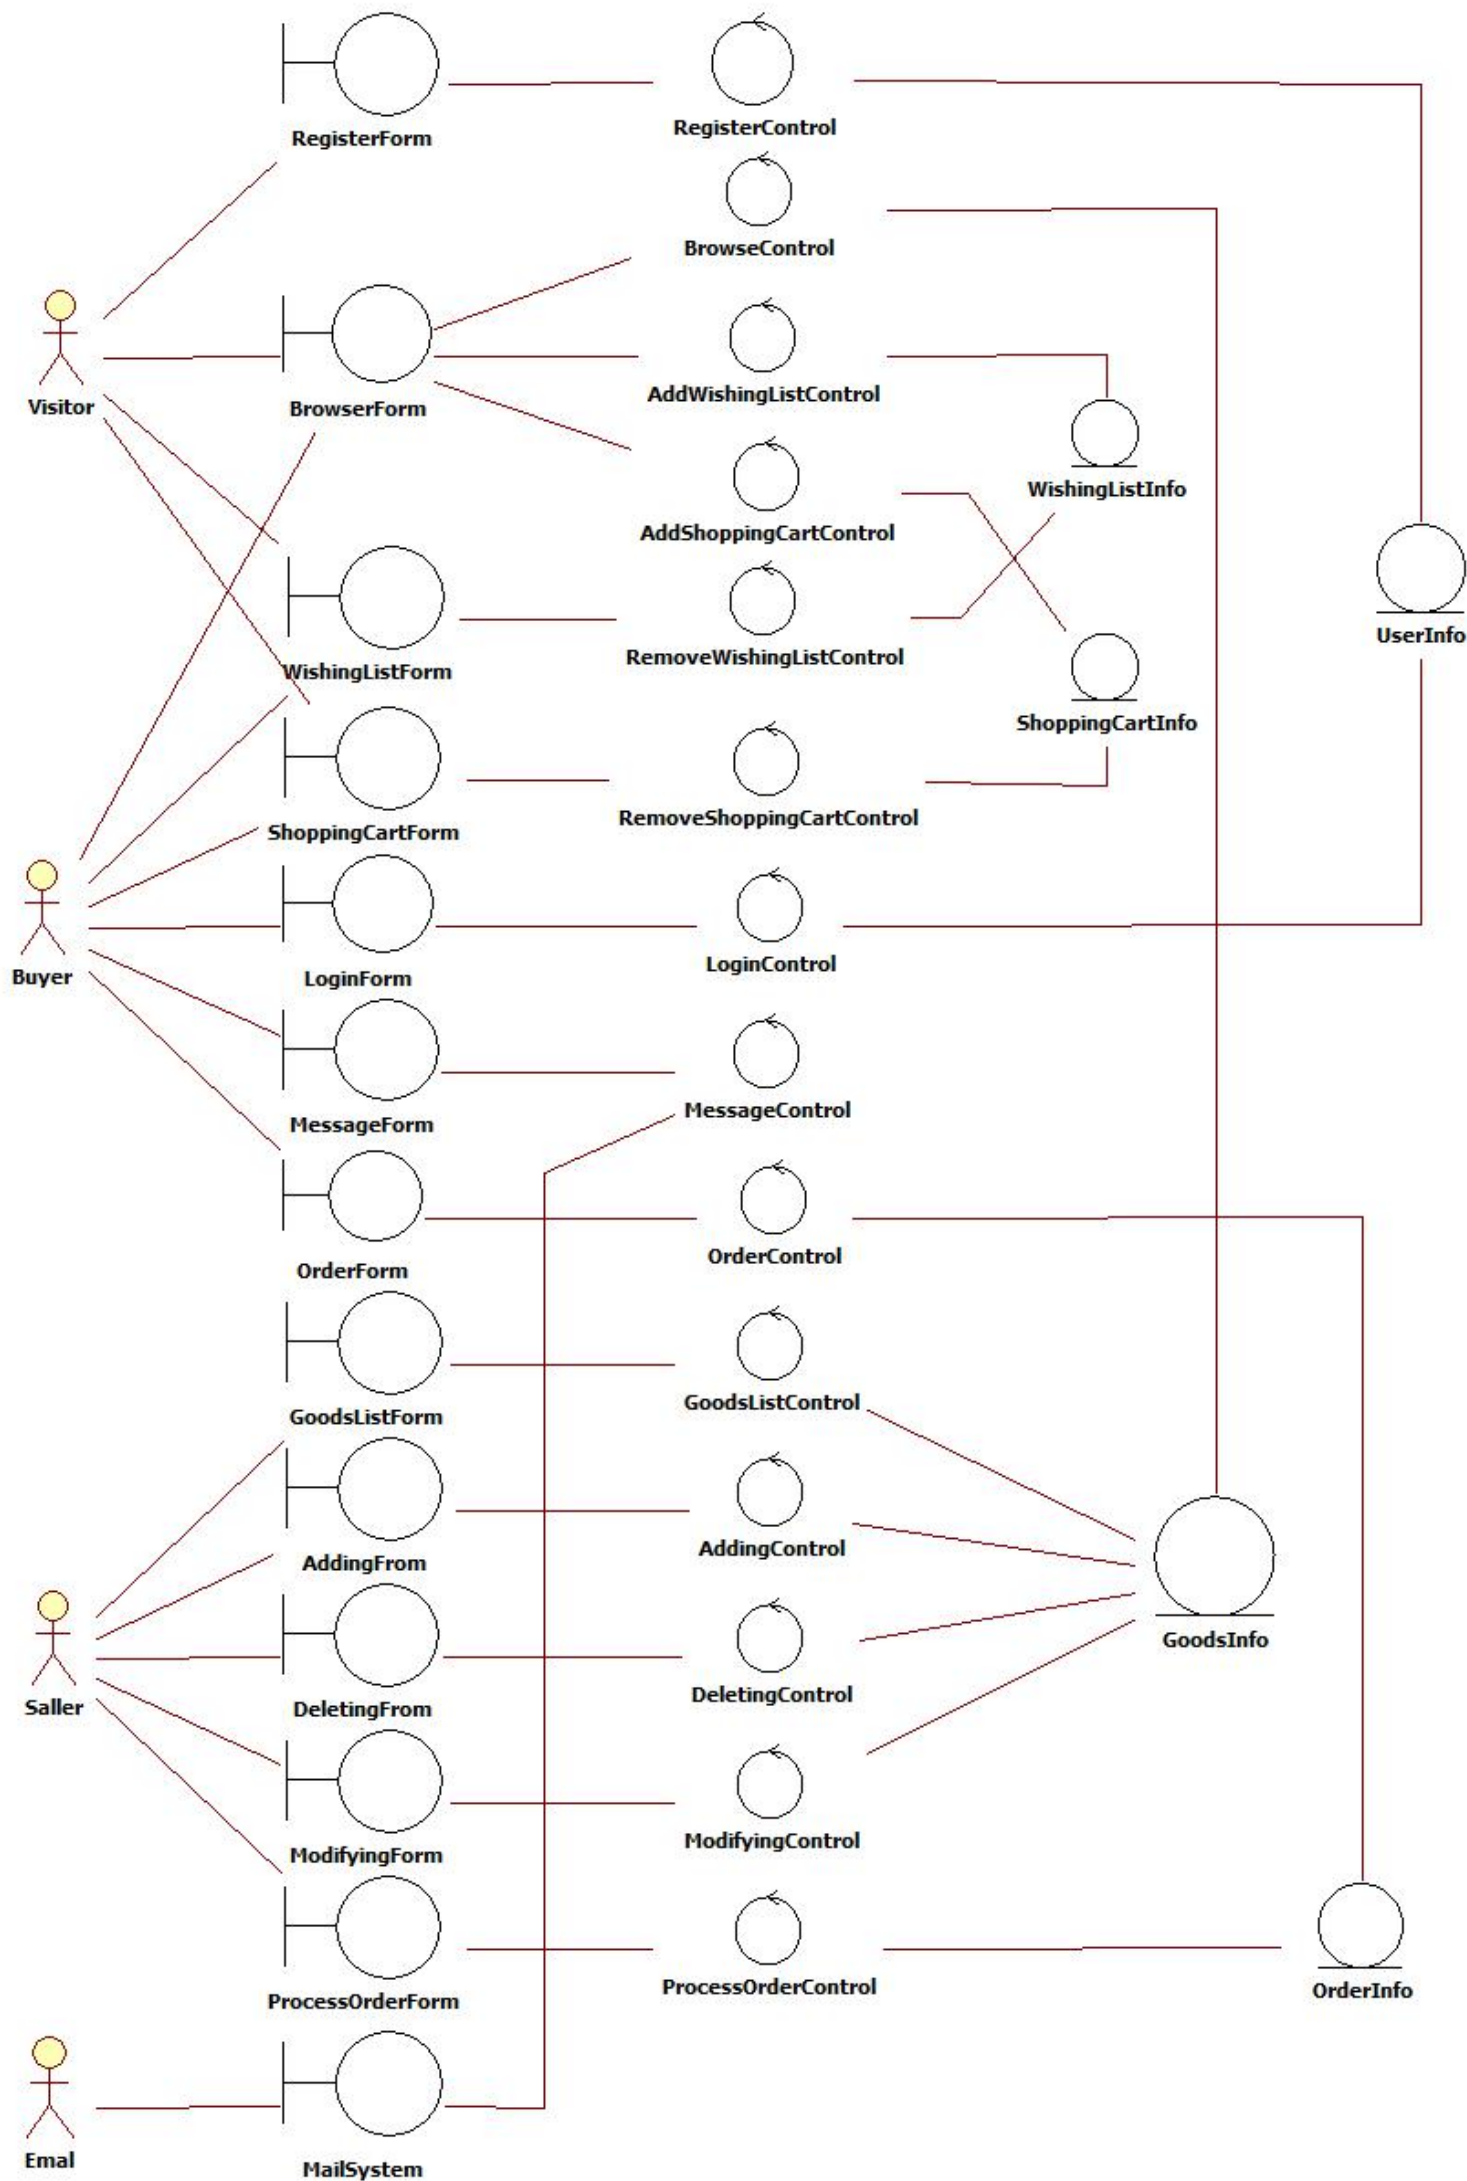 RegisterForm
RegisterControl
BrowseControl
Visitor
BrowserForm
AddWishingListControl
WishingListInfo
AddShoppingCartControl
UserInfo
WishingListForm
RemoveWishingListControl
ShoppingCartInfo
ShoppingCartForm
RemoveShoppingCartControl
Buyer
LoginForm
LoginControl
MessageForm
MessageControl
OrderForm
OrderControl
GoodsListForm
GoodsListControl
AddingFrom
AddingControl
GoodsInfo
Saller
DeletingFrom
DeletingControl
ModifyingForm
ModifyingControl
ProcessOrderForm
ProcessOrderControl
OrderInfo
Emal
MailSystem